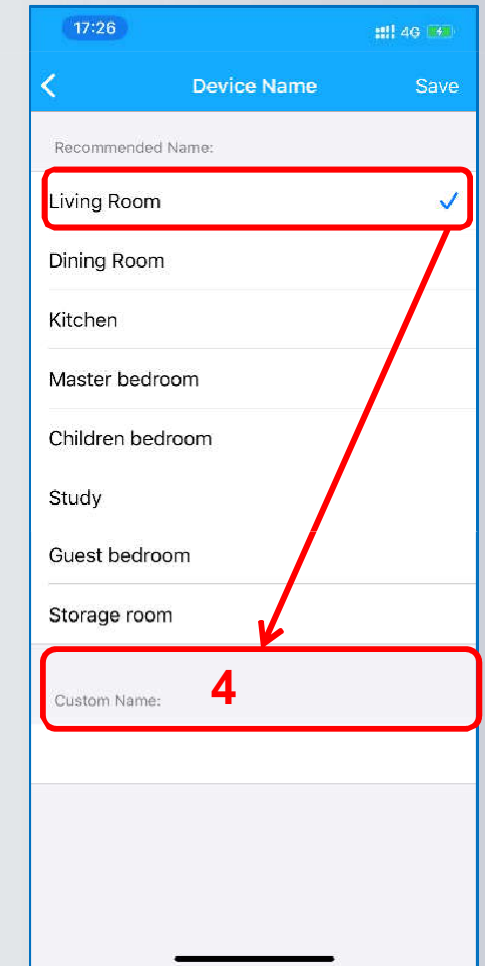 17:26
4G
Device Name
Save
Recommended Name:
Living Room
Dining Room
Kitchen
Master bedroom
Children bedroom
Study
Guest bedroom
Storage room
4
Custom Name: